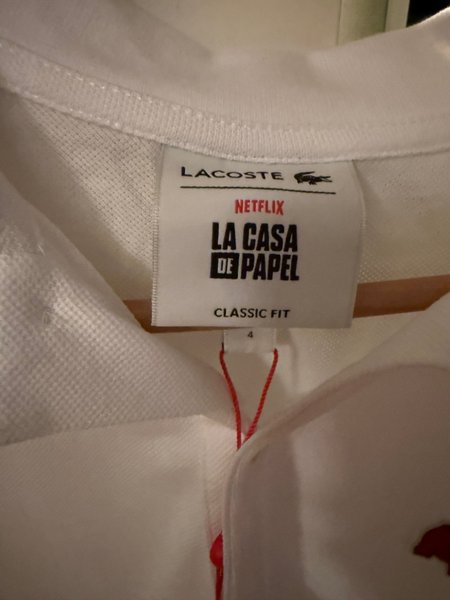 LACOSTE
NETFLIX
LA CASA
DE PAPEL
CLASSIC FIT
4